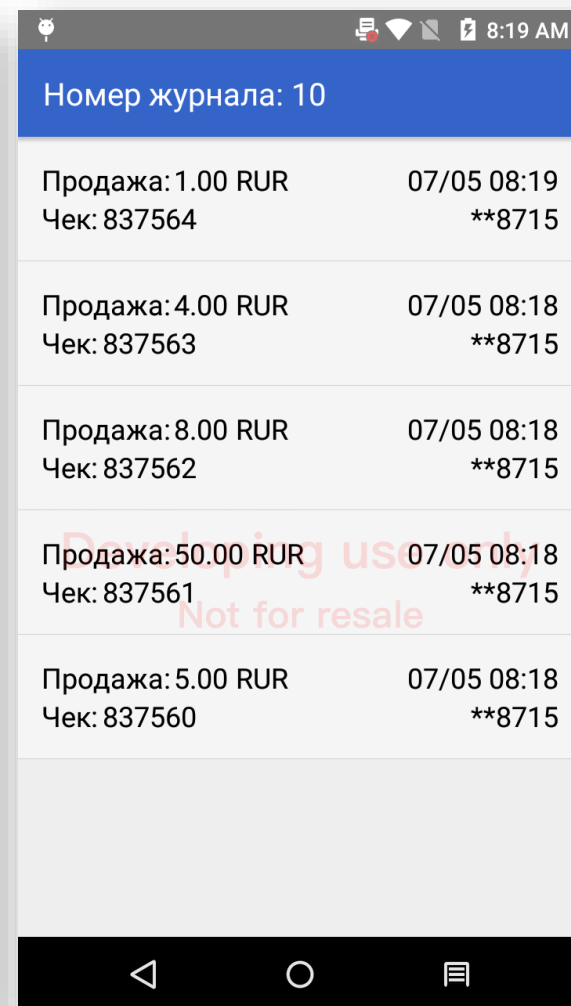 8:19 AM
Номер журнала: 10
Продажа: 1.00 RUR 07/05 08:19
Чек: 837564 **8715
Продажа: 4.00 RUR 07/05 08:18
Чек: 837563 **8715
Продажа: 8.00 RUR 07/05 08:18
Чек: 837562 **8715
Developing use only
Продажа: 50.00 RUR 07/05 08:18
Чек: 837561 **8715
Not for resale
Продажа: 5.00 RUR 07/05 08:18
Чек: 837560 **8715